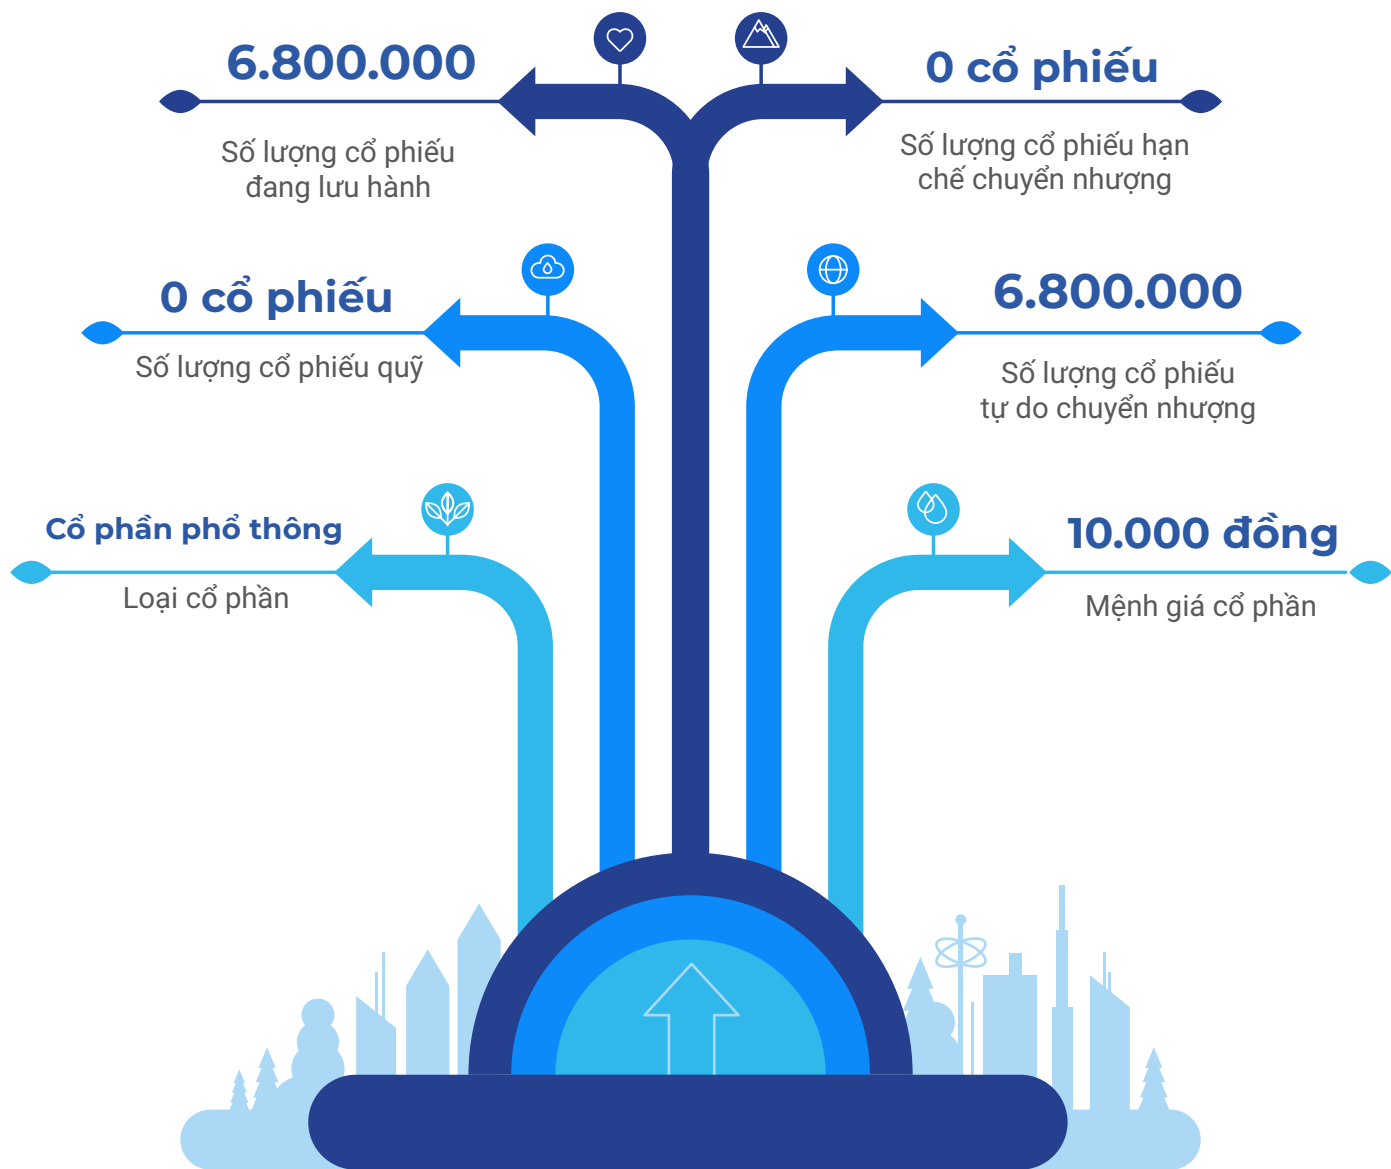 6.800.000
Số lượng cổ phiếu
đang lưu hành
0 cổ phiếu
Số lượng cổ phiếu hạn
chế chuyển nhượng
0 cổ phiếu
Số lượng cổ phiếu quỹ
6.800.000
Số lượng cổ phiếu
tự do chuyển nhượng
Cổ phần phổ thông
Loại cổ phần
10.000 đồng
Mệnh giá cổ phần